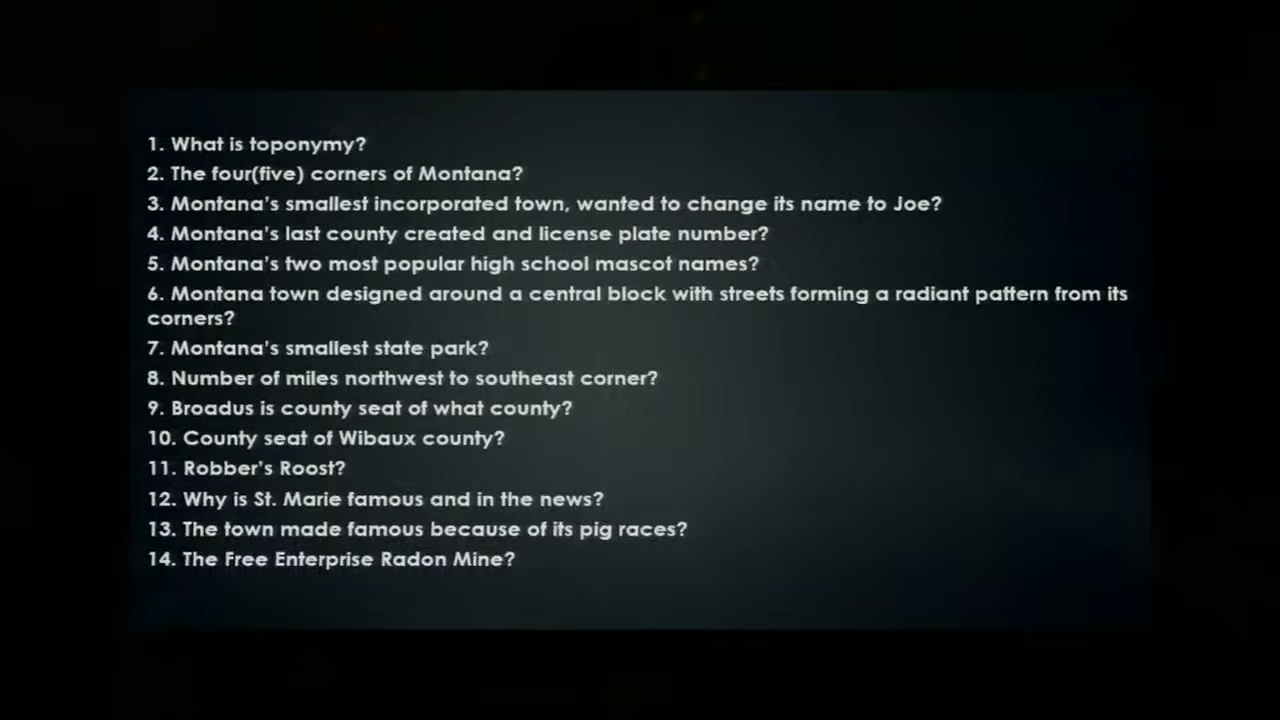 1. What is toponymy?
2. The four(five) corners of Montana?
3. Montana's smallest incorporated town, wanted to change its name to Joe?
4. Montana's last county created and license plate number?
5. Montana's two most popular high school mascot names?
6. Montana town designed around a central block with streets forming a radiant pattern from its
corners?
7. Montana's smallest state park?
8. Number of miles northwest to southeast corner?
9. Broadus is county seat of what county?
10. County seat of Wibaux county?
11. Robber's Roost?
12. Why is St. Marie famous and in the news?
13. The town made famous because of its pig races?
14. The Free Enterprise Radon Mine?